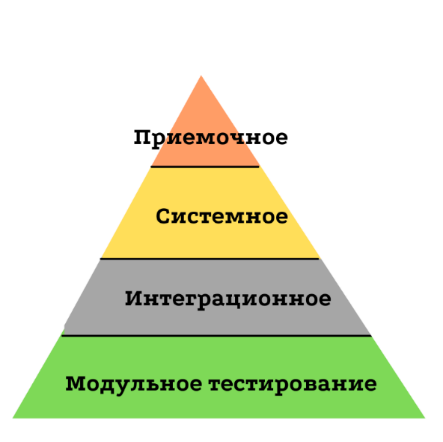 Приемочное
Системное
Интеграционное
Модульное тестирование